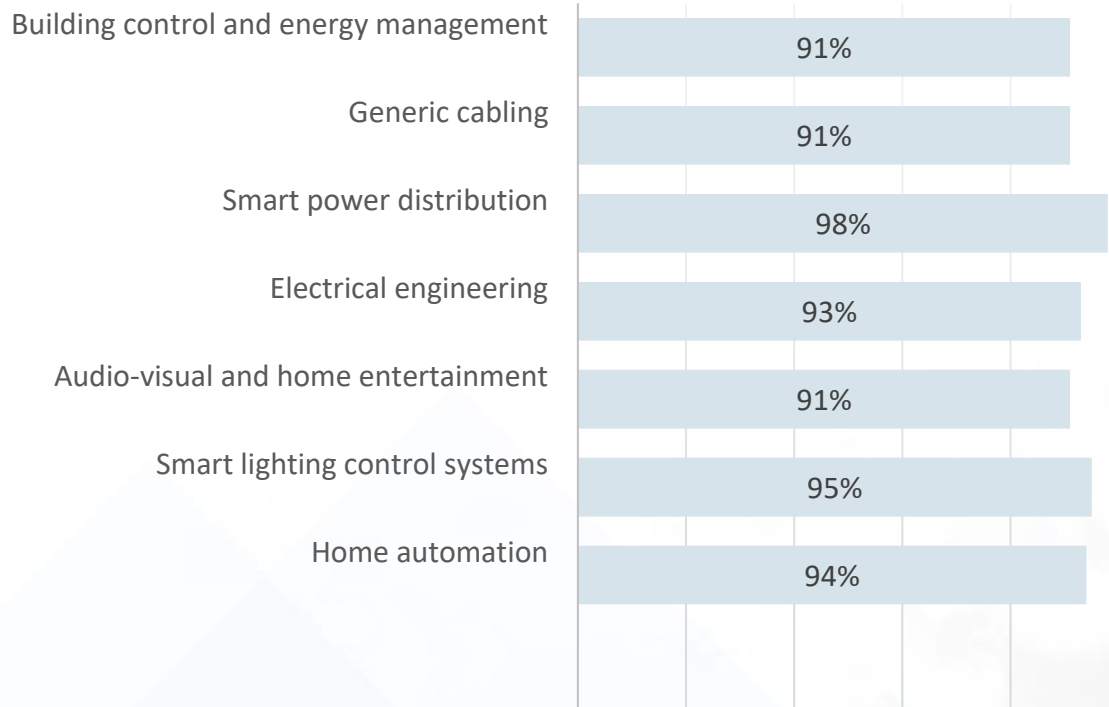 Building control and energy management
91%
Generic cabling
91%
Smart power distribution
98%
Electrical engineering
93%
Audio-visual and home entertainment
91%
Smart lighting control systems
95%
Home automation
94%